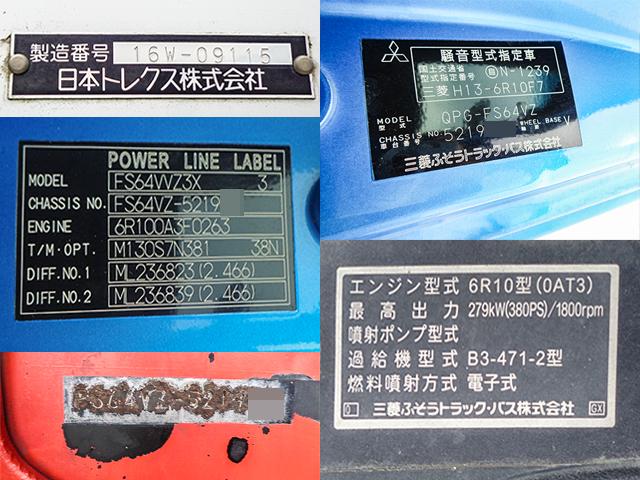 製造番号 16W-09115
日本トレクス株式会社
騒音型式指定車
国土交通省
型式指定番号 N-1239
三菱 H13-6R10F7
MODEL 型式 QPG-FS64VZ
CHASSIS NO. 車台番号 5219 WHEEL BASE 軸距 V
三菱ふそうトラック・バス株式会社
POWER LINE LABEL
MODEL FS64VVZ3X 3
CHASSIS NO. FS64VZ-5219
ENGINE 6R100A3F0263
T/M・OPT. M130S7N381 38N
DIFF.NO.1 ML236823(2.466)
DIFF.NO.2 ML236839(2.466)
エンジン型式 6R10型(0AT3)
最高出力 279kW(380PS)/1800rpm
噴射ポンプ型式
過給機型式 B3-471-2型
燃料噴射方式 電子式
三菱ふそうトラック・バス株式会社 GX
FS64VZ-521